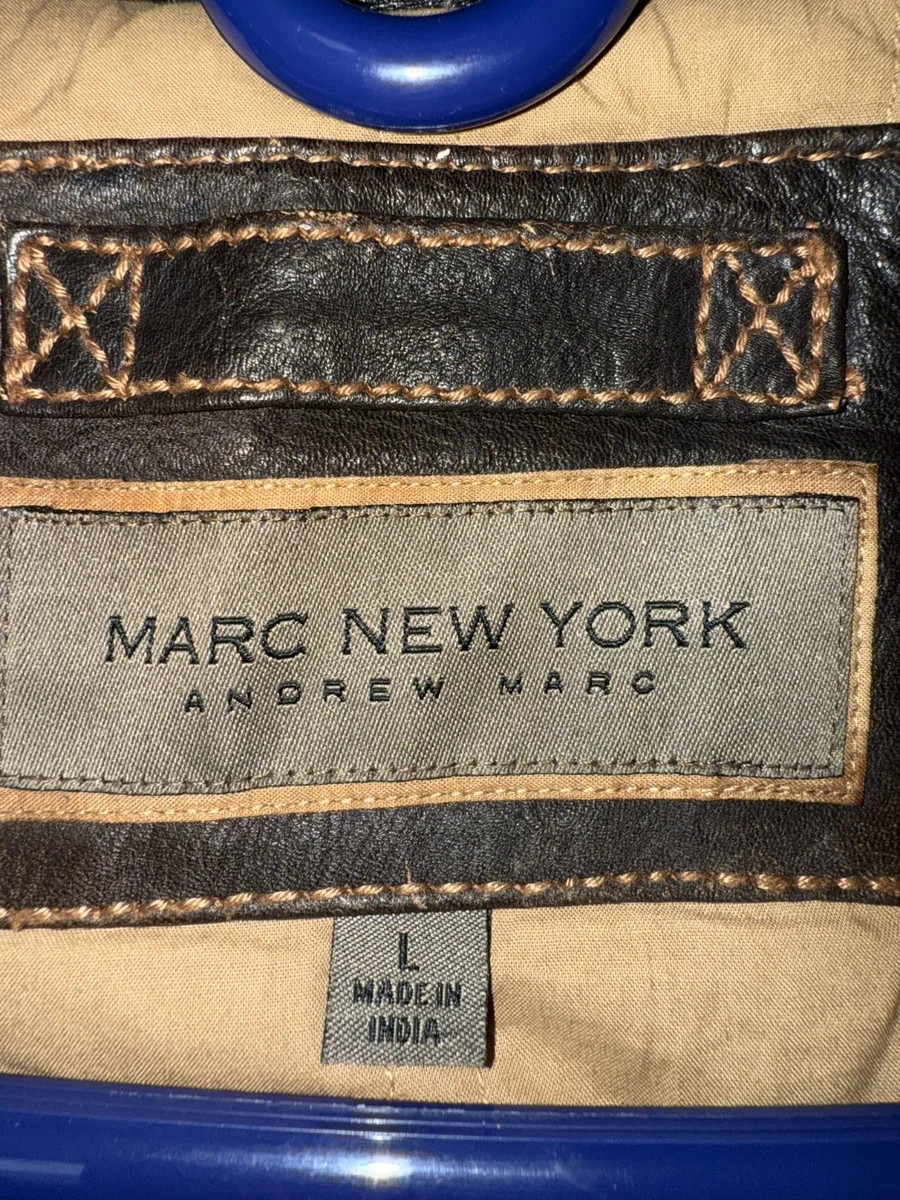 MARC NEW YORK
ANDREW MARC
L
MADE IN
INDIA